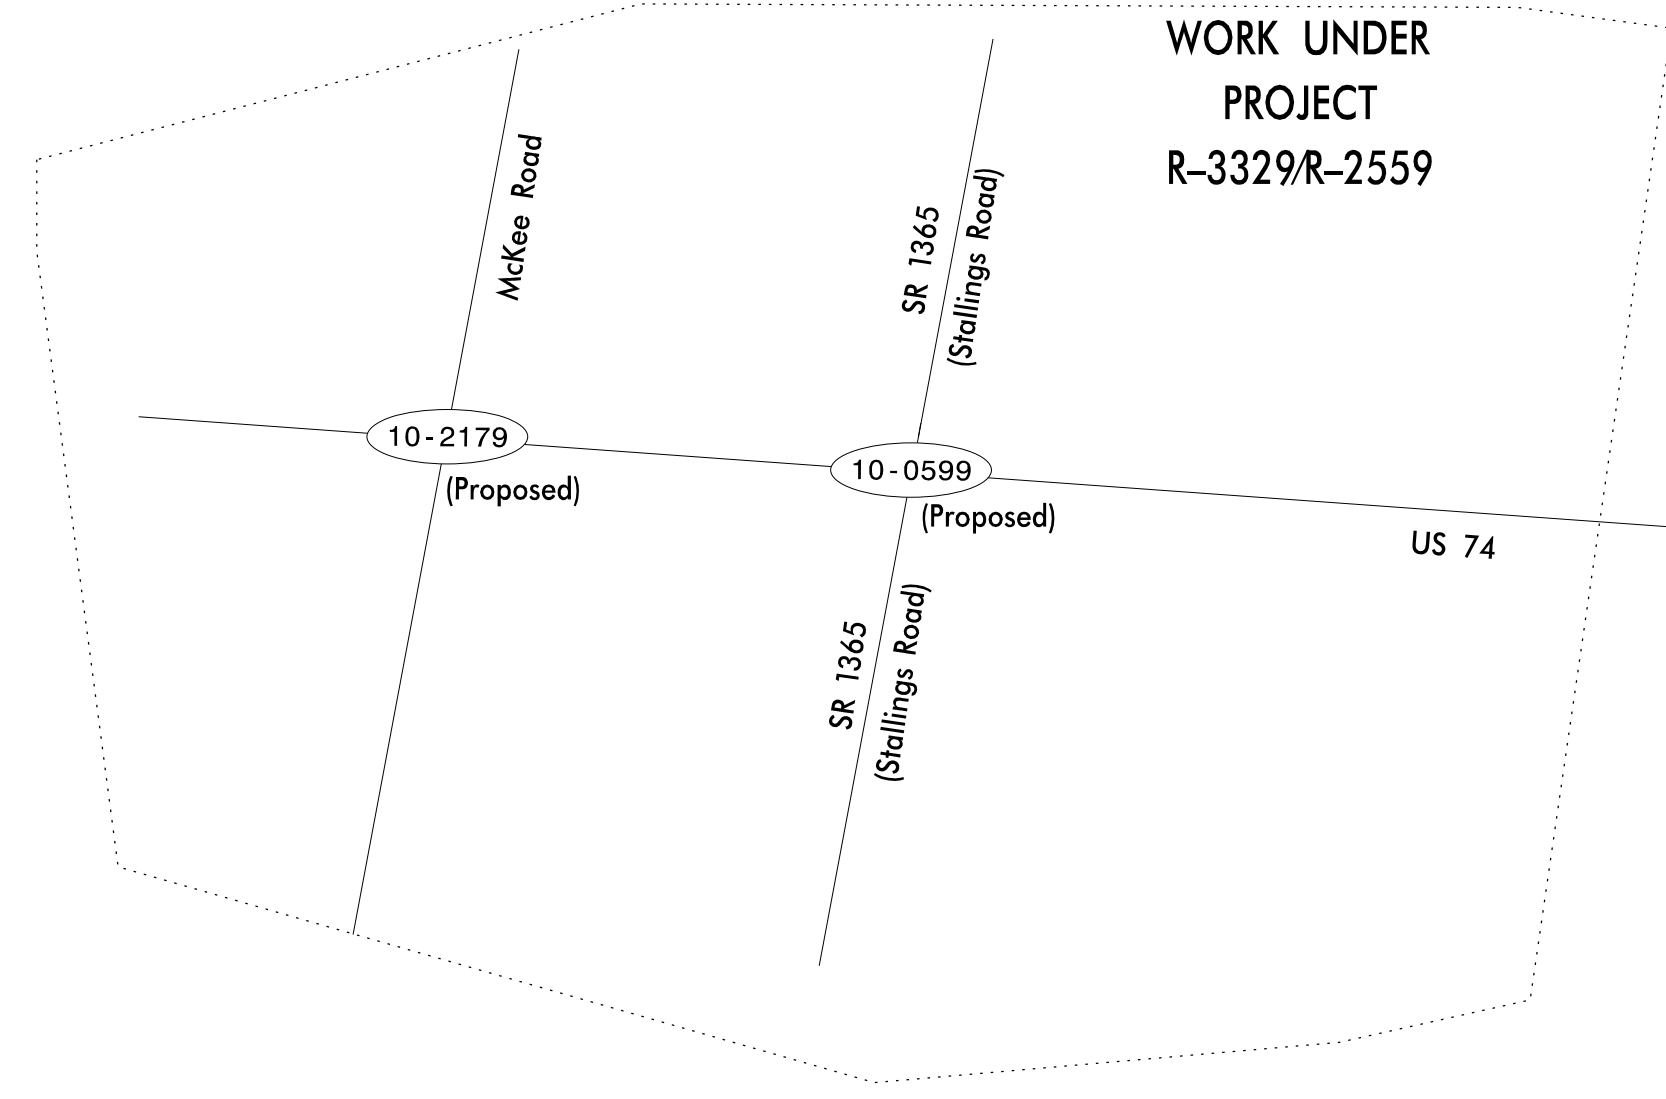 WORK UNDER
PROJECT
R–3329/R–2559
McKee Road
SR 1365
(Stallings Road)
10-2179
(Proposed)
10-0599
(Proposed)
US 74
SR 1365
(Stallings Road)